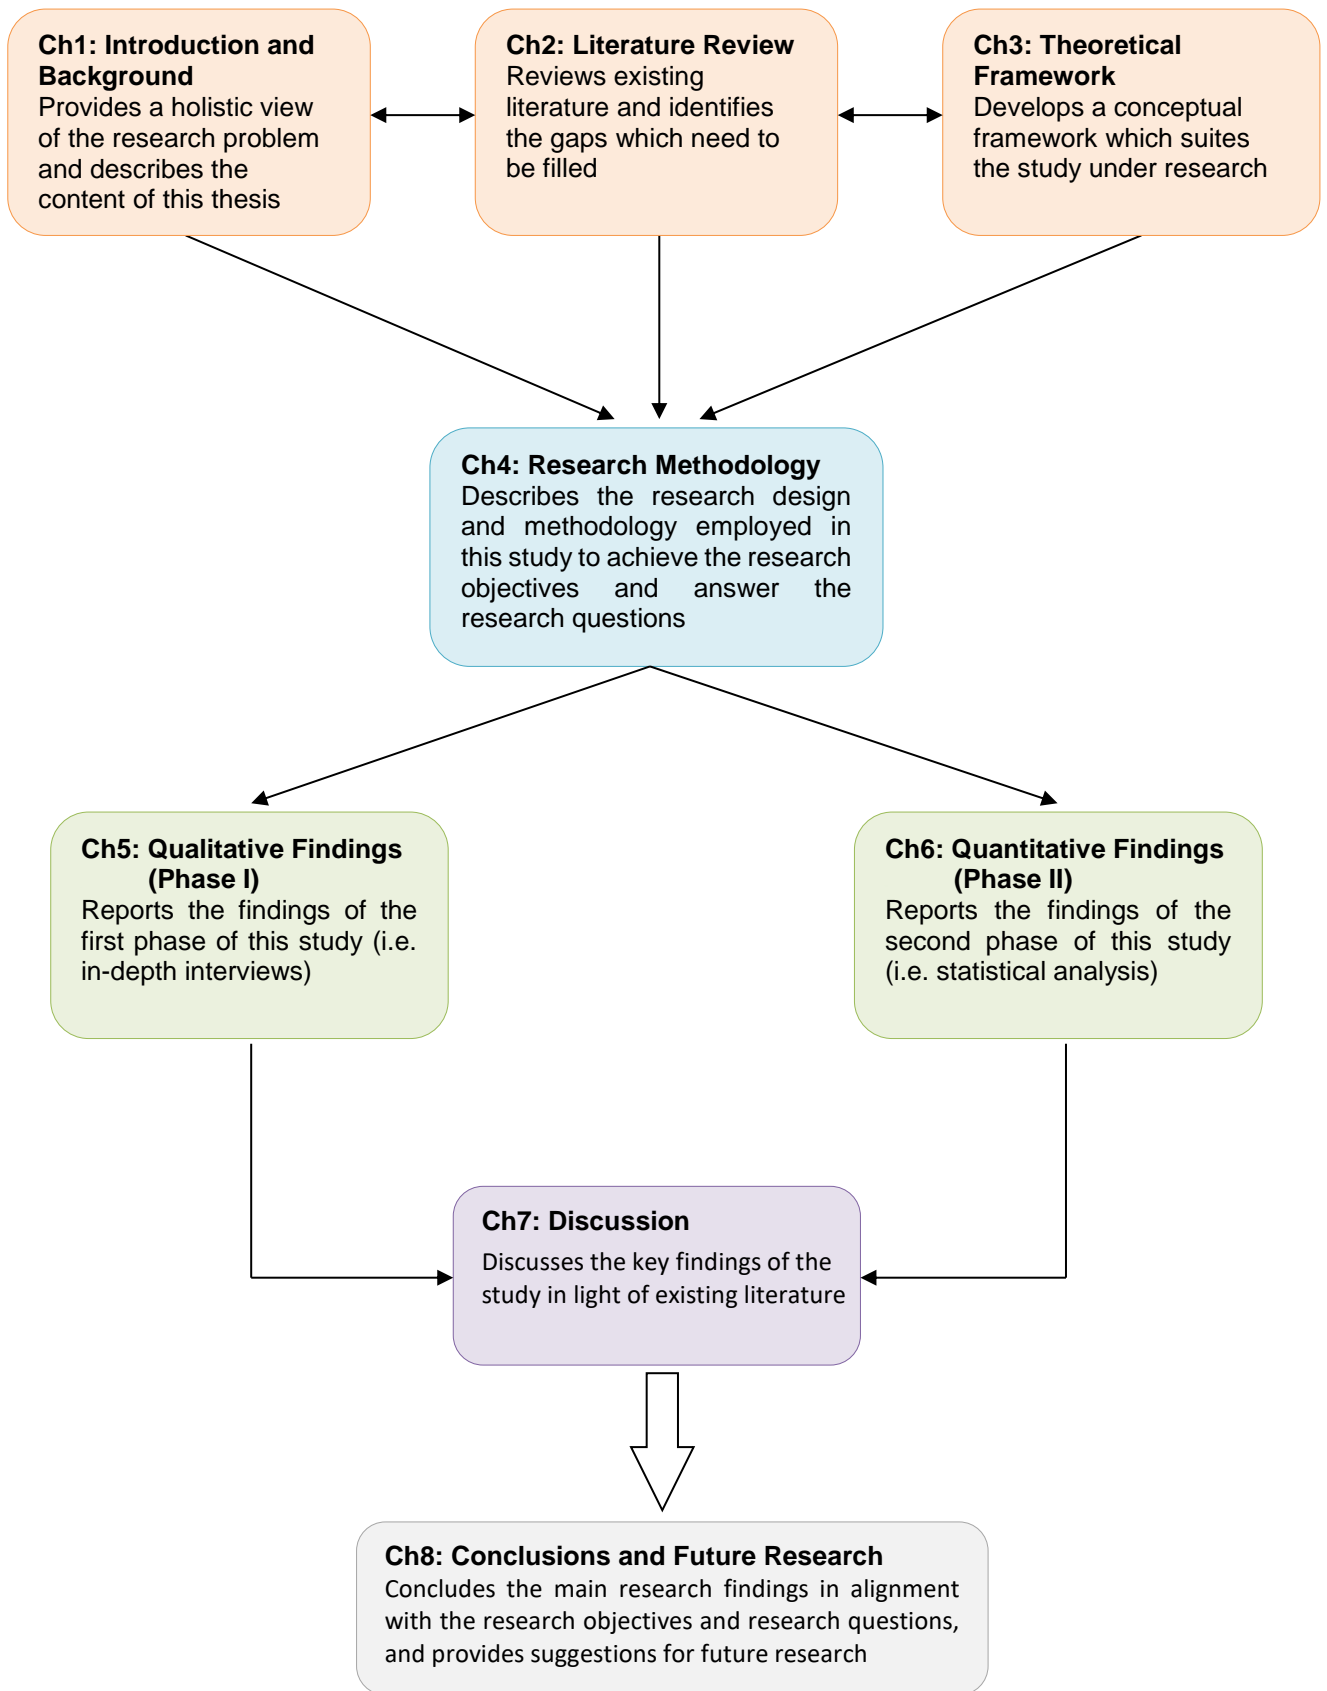 Ch1: Introduction and
Background
Provides a holistic view
of the research problem
and describes the
content of this thesis
Ch2: Literature Review
Reviews existing
literature and identifies
the gaps which need to
be filled
Ch3: Theoretical
Framework
Develops a conceptual
framework which suites
the study under research
Ch4: Research Methodology
Describes the research design
and methodology employed in
this study to achieve the research
objectives and answer the
research questions
Ch5: Qualitative Findings
(Phase I)
Reports the findings of the
first phase of this study (i.e.
in-depth interviews)
Ch6: Quantitative Findings
(Phase II)
Reports the findings of the
second phase of this study
(i.e. statistical analysis)
Ch7: Discussion
Discusses the key findings of the
study in light of existing literature
Ch8: Conclusions and Future Research
Concludes the main research findings in alignment
with the research objectives and research questions,
and provides suggestions for future research